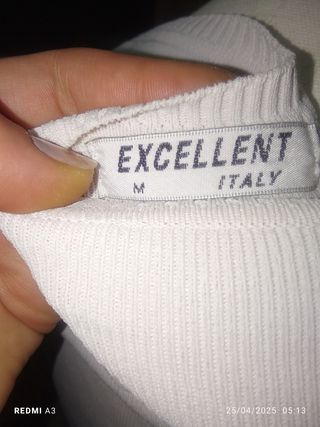 EXCELLENT
M ITALY
REDMI A3 25/04/2025 05:13